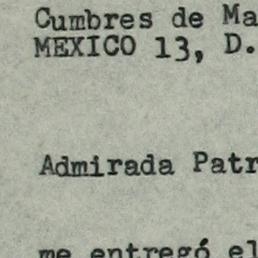 Cumbres de Ma
MEXICO 13, D.
Admirada Patr
me entregó el